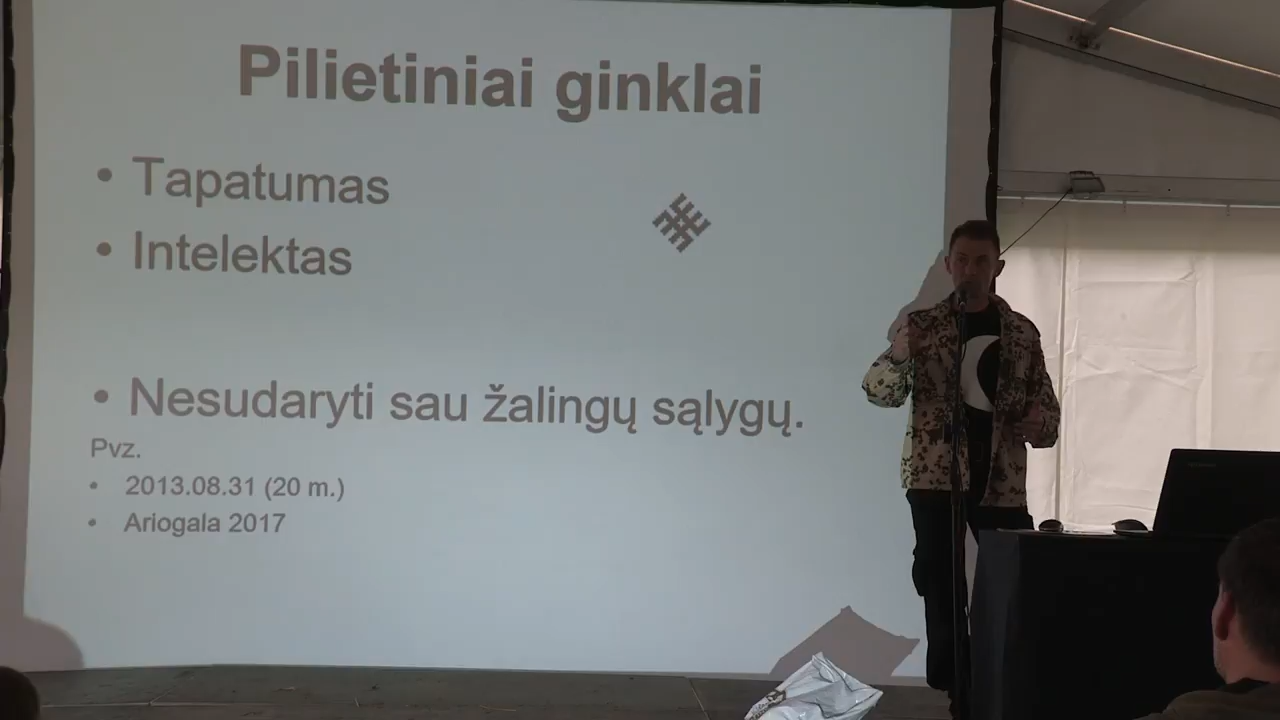 Pilietiniai ginklai
• Tapatumas
• Intelektas
• Nesudaryti sau žalingų sąlygų.
Pvz.
• 2013.08.31 (20 m.)
• Ariogala 2017